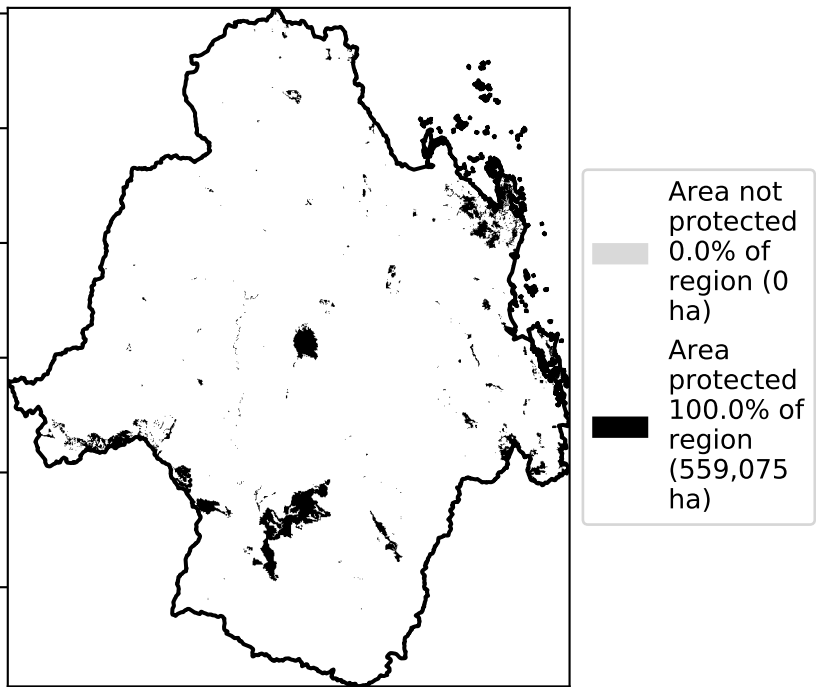 Area not
protected
0.0% of
region (0
ha)
Area
protected
100.0% of
region
(559,075
ha)